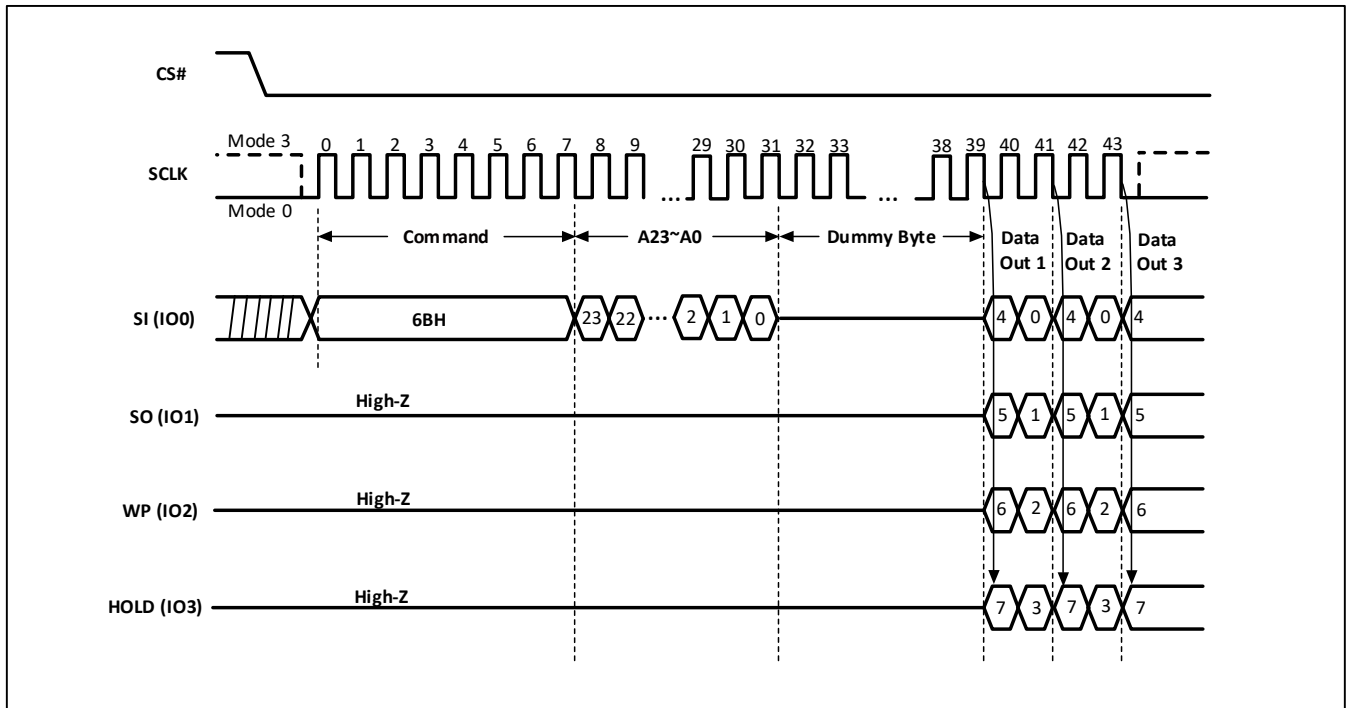 CS#
Mode 3
0 1 2 3 4 5 6 7 8 9 29 30 31 32 33 38 39 40 41 42 43
SCLK
... ...
Mode 0
Command A23~A0 Dummy Byte Data Out 1 Data Out 2 Data Out 3
SI (IO0) 6BH 23 22 ... 2 1 0 4 0 4 0 4
High-Z
SO (IO1) 5 1 5 1 5
High-Z
WP (IO2) 6 2 6 2 6
High-Z
HOLD (IO3) 7 3 7 3 7